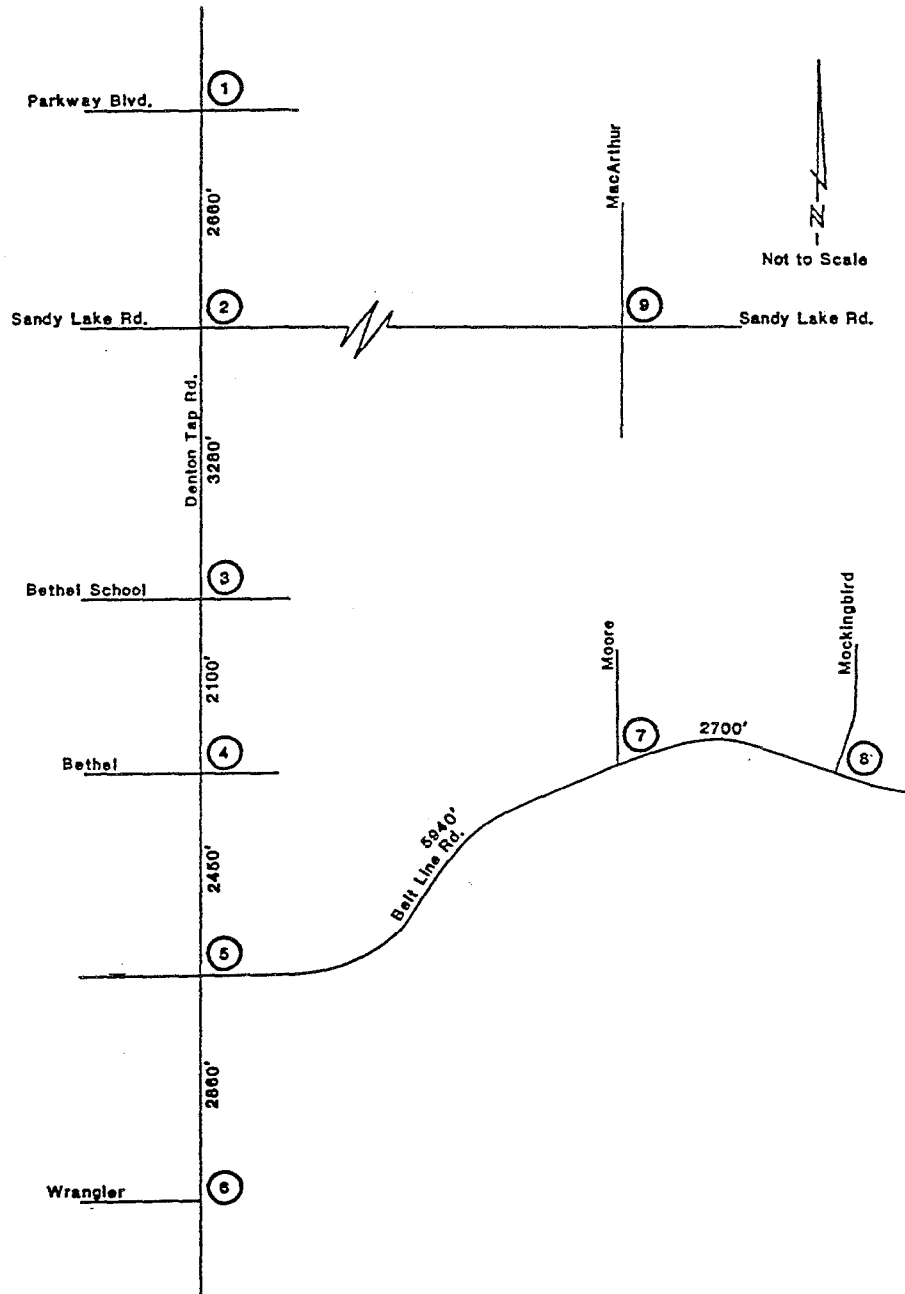 1
Parkway Blvd.
2660'
MacArthur
N
Not to Scale
2
9
Sandy Lake Rd.
Sandy Lake Rd.
Denton Tap Rd.
3280'
3
Bethel School
2100'
Moore
Mockingbird
4
Bethel
7
2700'
8
2450'
5940'
Belt Line Rd.
5
2860'
6
Wrangler